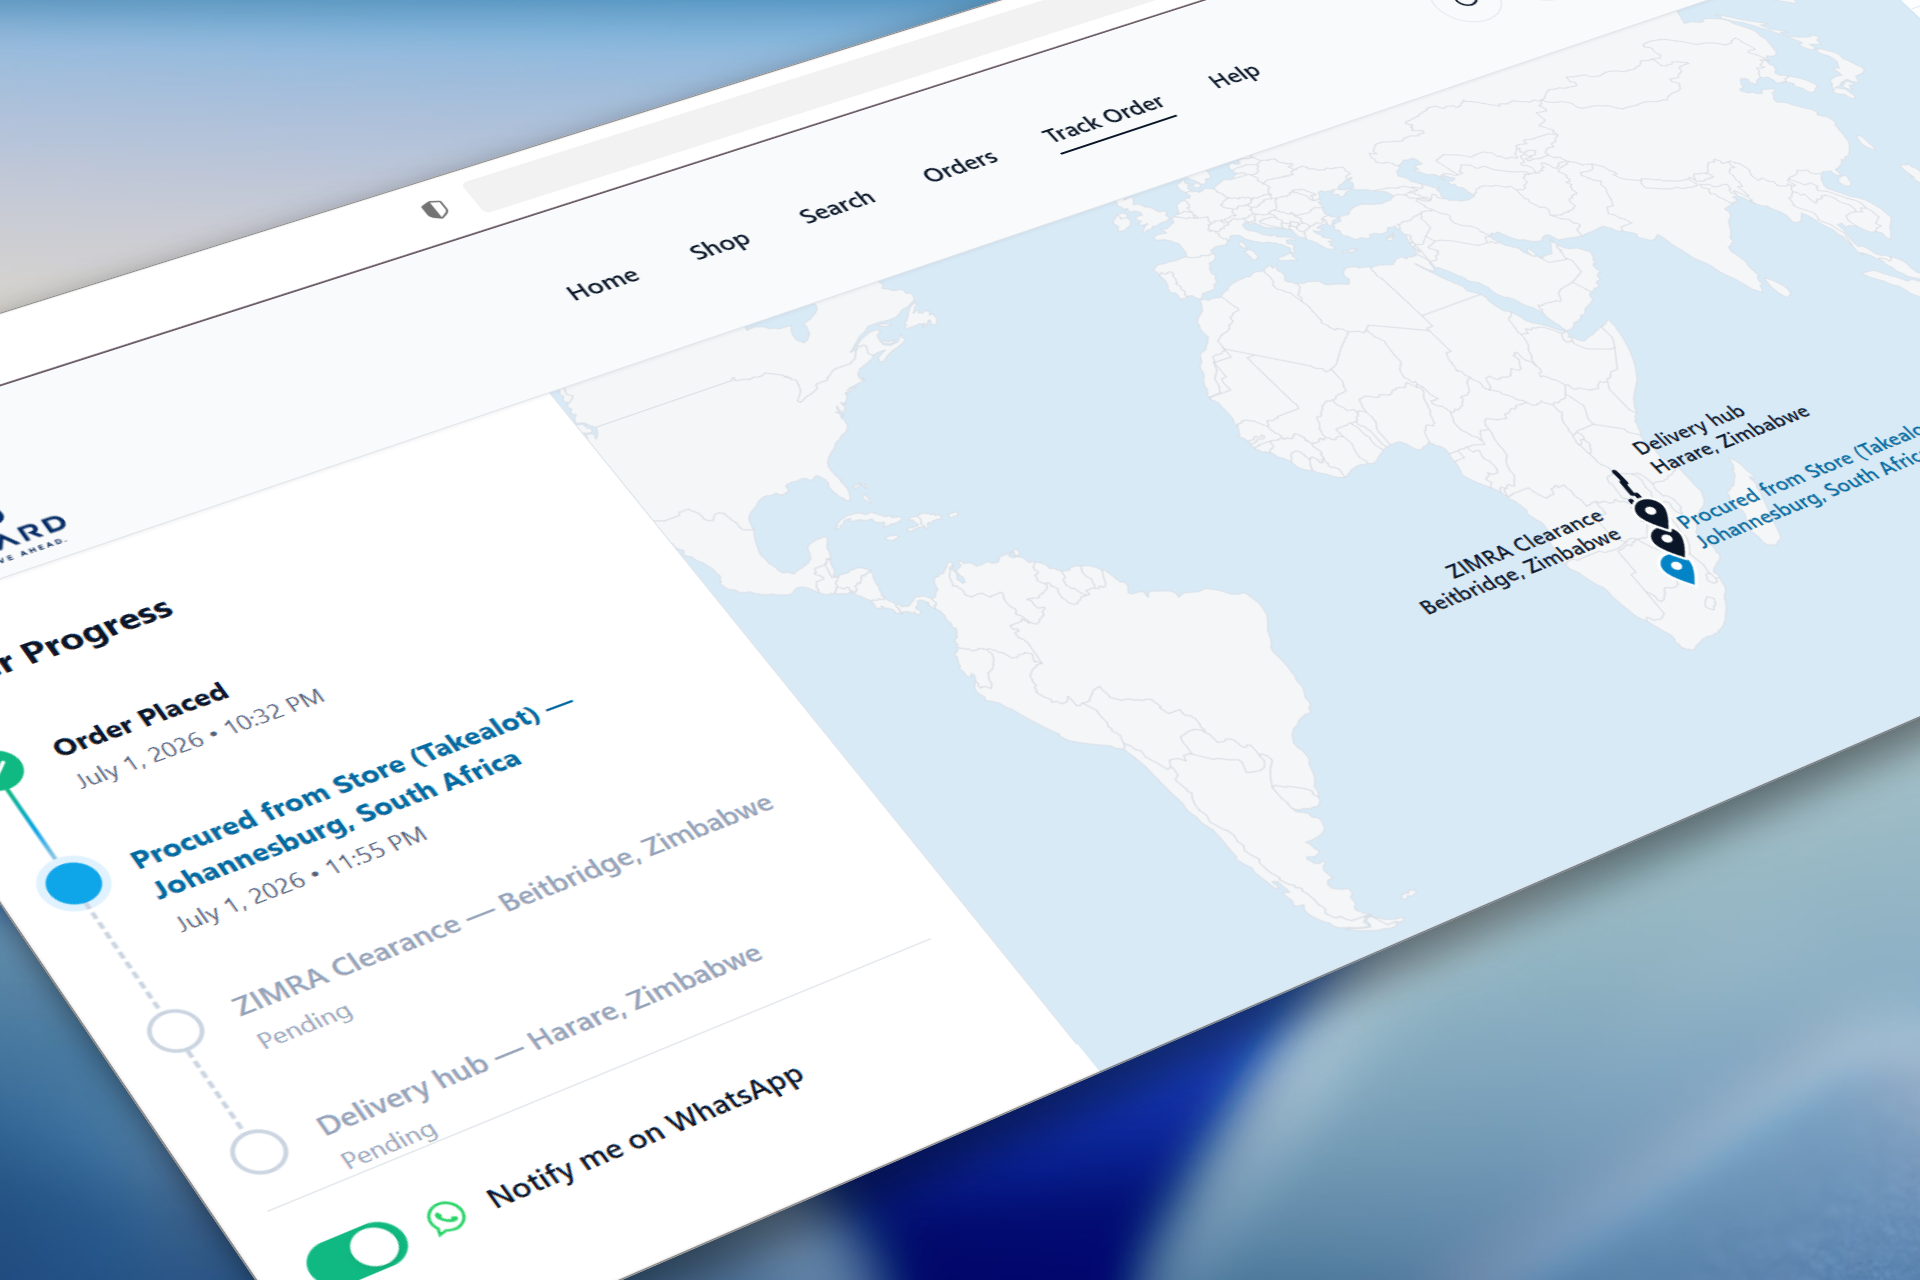 Home
Shop
Search
Orders
Track Order
Help
ARD
VE AHEAD.
r Progress
Order Placed
July 1, 2026 • 10:32 PM
Procured from Store (Takealot) —
Johannesburg, South Africa
July 1, 2026 • 11:55 PM
ZIMRA Clearance — Beitbridge, Zimbabwe
Pending
Delivery hub — Harare, Zimbabwe
Pending
Notify me on WhatsApp
Delivery hub
Harare, Zimbabwe
Procured from Store (Takealo
Johannesburg, South Afric
ZIMRA Clearance
Beitbridge, Zimbabwe